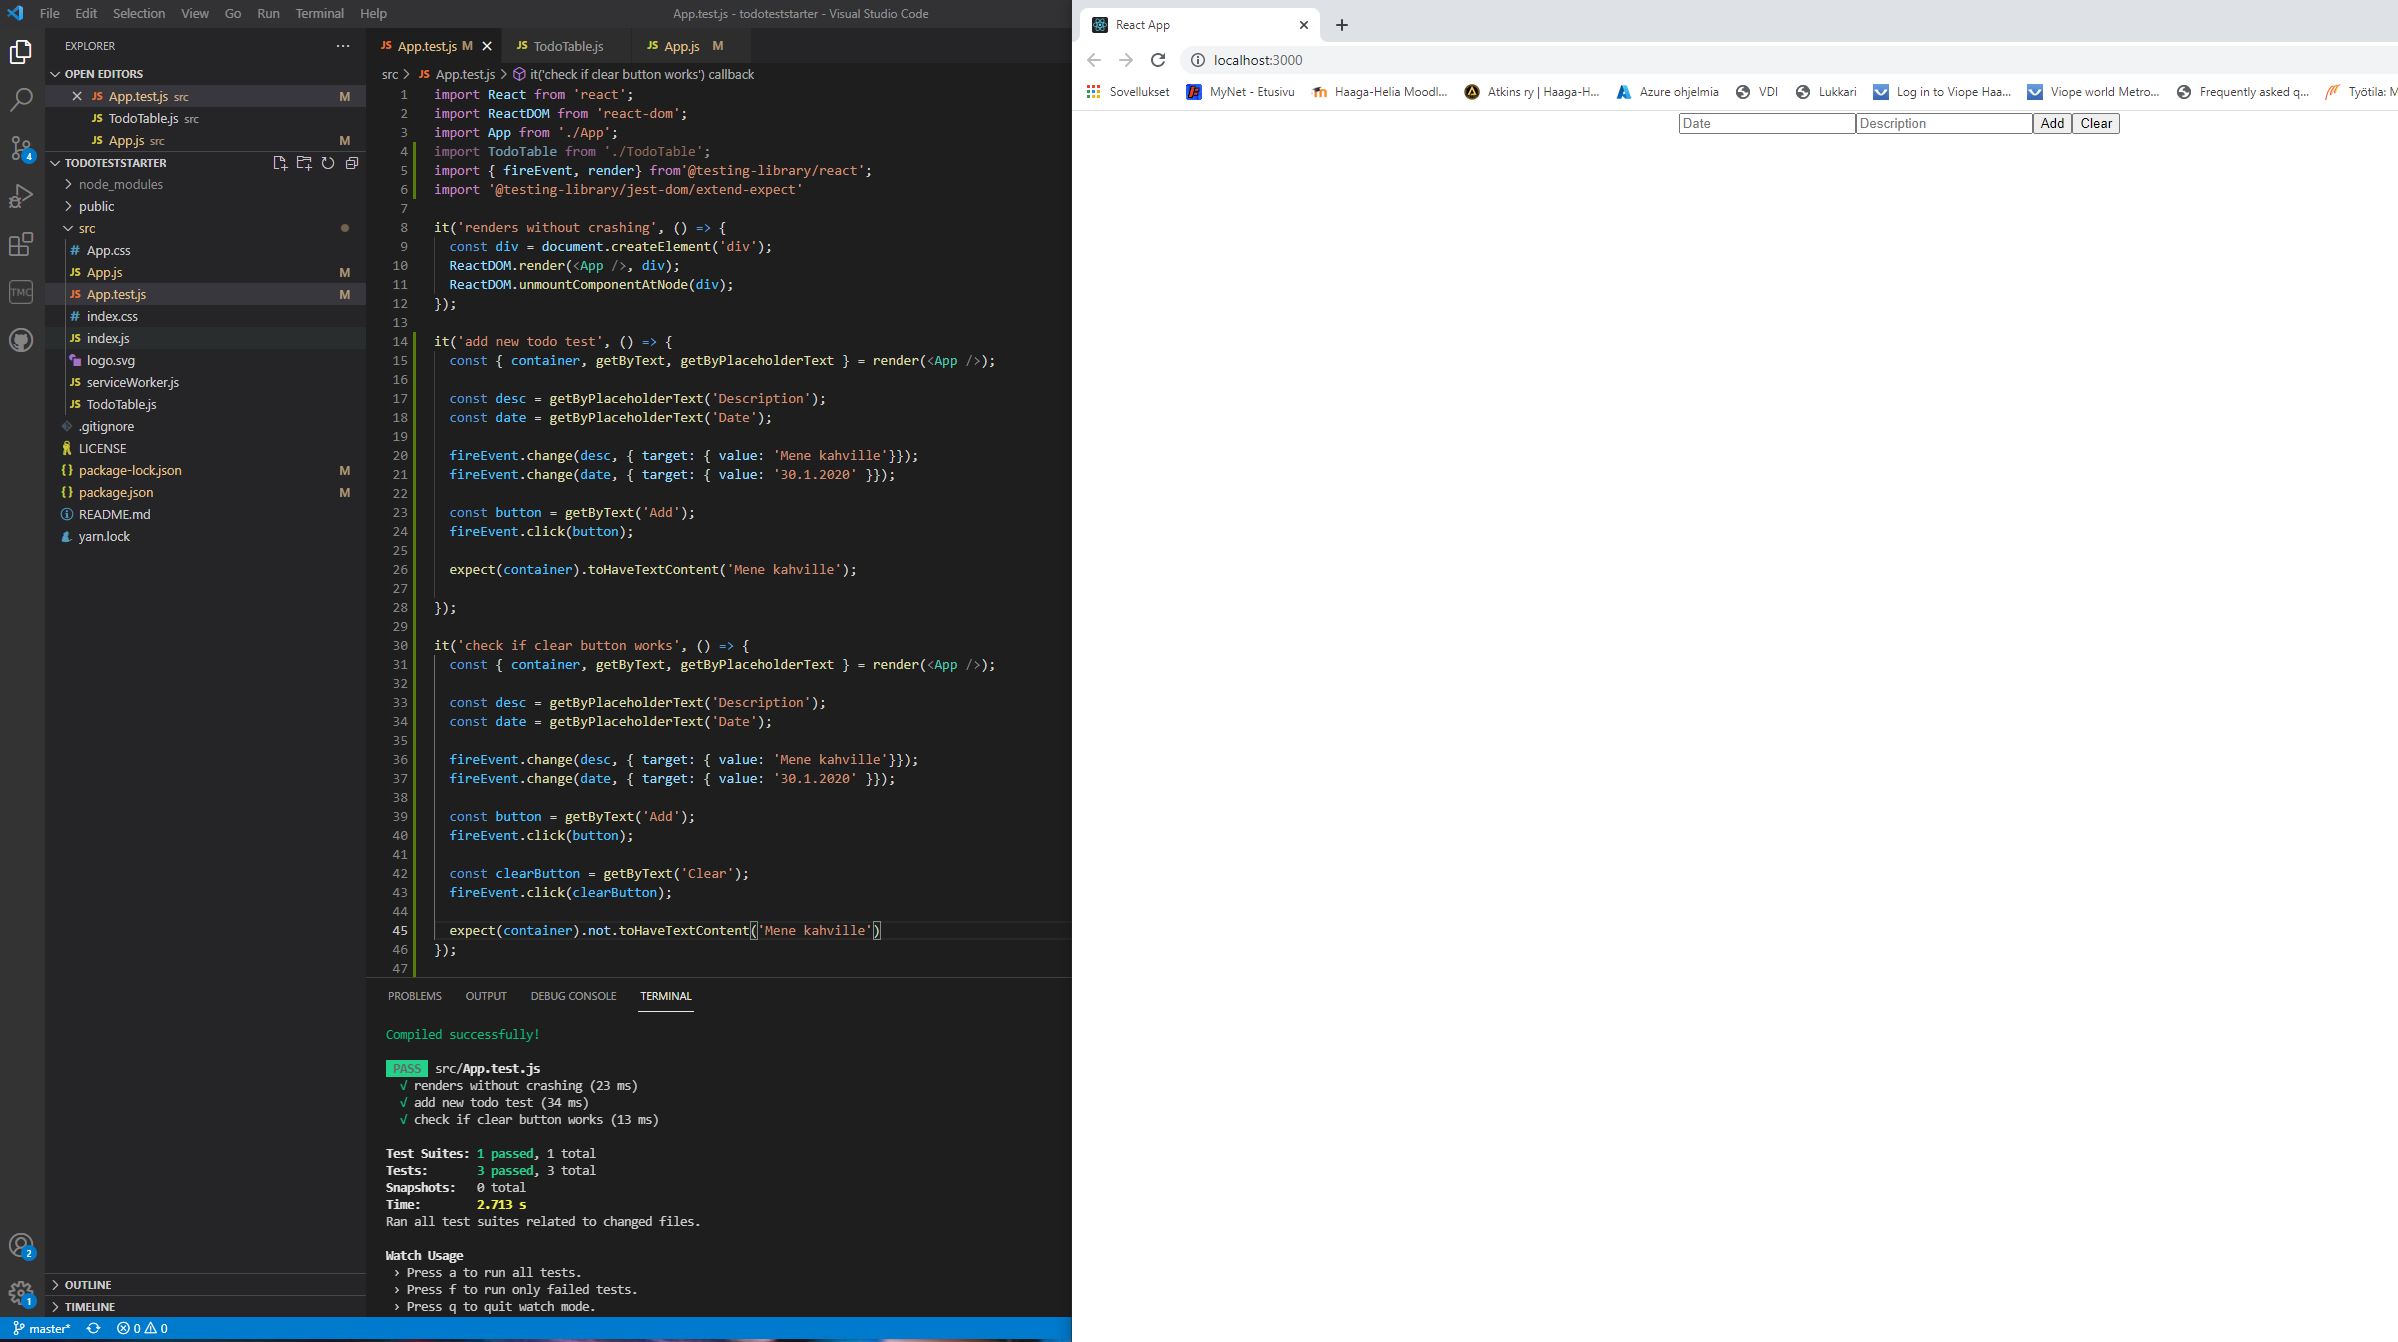 File Edit Selection View Go Run Terminal Help
App.test.js - todoteststarter - Visual Studio Code
EXPLORER
OPEN EDITORS
JS App.test.js src M
JS TodoTable.js src
JS App.js src M
TODOTESTSTARTER
node_modules
public
src
# App.css
JS App.js M
JS App.test.js M
# index.css
JS index.js
logo.svg
JS serviceWorker.js
JS TodoTable.js
.gitignore
LICENSE
{} package-lock.json M
{} package.json M
README.md
yarn.lock
OUTLINE
TIMELINE
4
TMC
2
1
JS App.test.js M
JS TodoTable.js
JS App.js M
src > JS App.test.js > it('check if clear button works') callback
1 import React from 'react';
2 import ReactDOM from 'react-dom';
3 import App from './App';
4 import TodoTable from './TodoTable';
5 import { fireEvent, render} from'@testing-library/react';
6 import '@testing-library/jest-dom/extend-expect'
7
8 it('renders without crashing', () => {
9 const div = document.createElement('div');
10 ReactDOM.render(<App />, div);
11 ReactDOM.unmountComponentAtNode(div);
12 });
13
14 it('add new todo test', () => {
15 const { container, getByText, getByPlaceholderText } = render(<App />);
16
17 const desc = getByPlaceholderText('Description');
18 const date = getByPlaceholderText('Date');
19
20 fireEvent.change(desc, { target: { value: 'Mene kahville'}});
21 fireEvent.change(date, { target: { value: '30.1.2020' }});
22
23 const button = getByText('Add');
24 fireEvent.click(button);
25
26 expect(container).toHaveTextContent('Mene kahville');
27
28 });
29
30 it('check if clear button works', () => {
31 const { container, getByText, getByPlaceholderText } = render(<App />);
32
33 const desc = getByPlaceholderText('Description');
34 const date = getByPlaceholderText('Date');
35
36 fireEvent.change(desc, { target: { value: 'Mene kahville'}});
37 fireEvent.change(date, { target: { value: '30.1.2020' }});
38
39 const button = getByText('Add');
40 fireEvent.click(button);
41
42 const clearButton = getByText('Clear');
43 fireEvent.click(clearButton);
44
45 expect(container).not.toHaveTextContent('Mene kahville')
46 });
47
PROBLEMS OUTPUT DEBUG CONSOLE TERMINAL
Compiled successfully!
PASS src/App.test.js
√ renders without crashing (23 ms)
√ add new todo test (34 ms)
√ check if clear button works (13 ms)
Test Suites: 1 passed, 1 total
Tests: 3 passed, 3 total
Snapshots: 0 total
Time: 2.713 s
Ran all test suites related to changed files.
Watch Usage
› Press a to run all tests.
› Press f to run only failed tests.
› Press q to quit watch mode.
master* 0 0
React App
localhost:3000
Sovellukset MyNet - Etusivu Haaga-Helia Moodl... Atkins ry | Haaga-H... Azure ohjelmia VDI Lukkari Log in to Viope Haa... Viope world Metro... Frequently asked q... Työtila: M
Date Description Add Clear